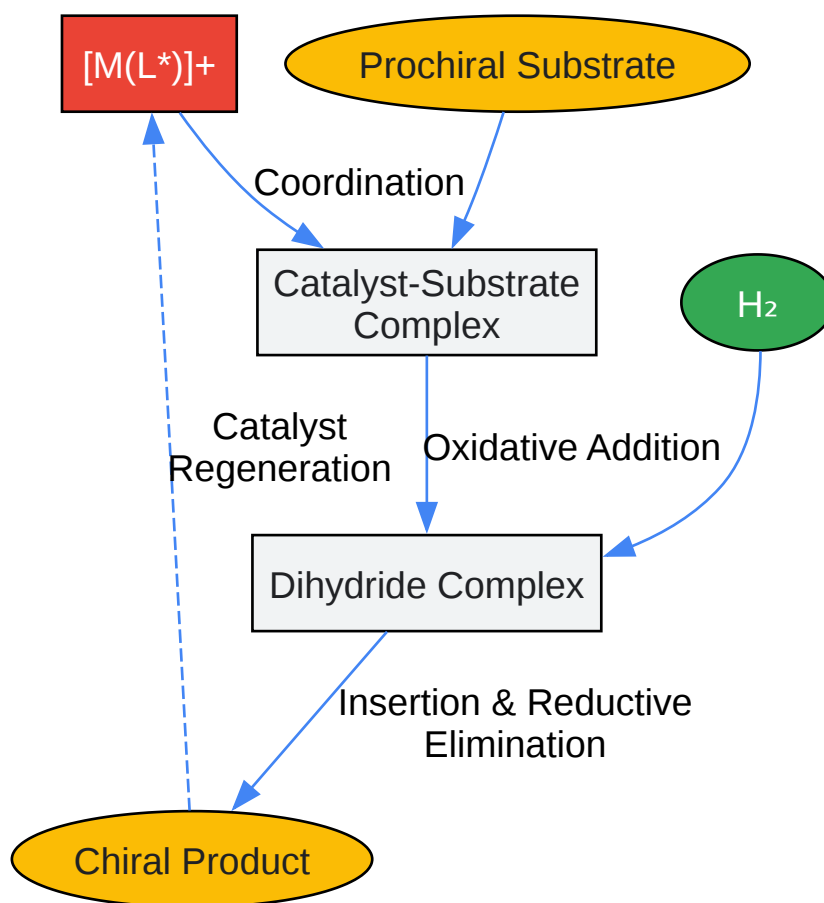 [M(L*)]+
Prochiral Substrate
Coordination
Catalyst-Substrate
Complex
H₂
Catalyst
Regeneration
Oxidative Addition
Dihydride Complex
Insertion & Reductive
Elimination
Chiral Product